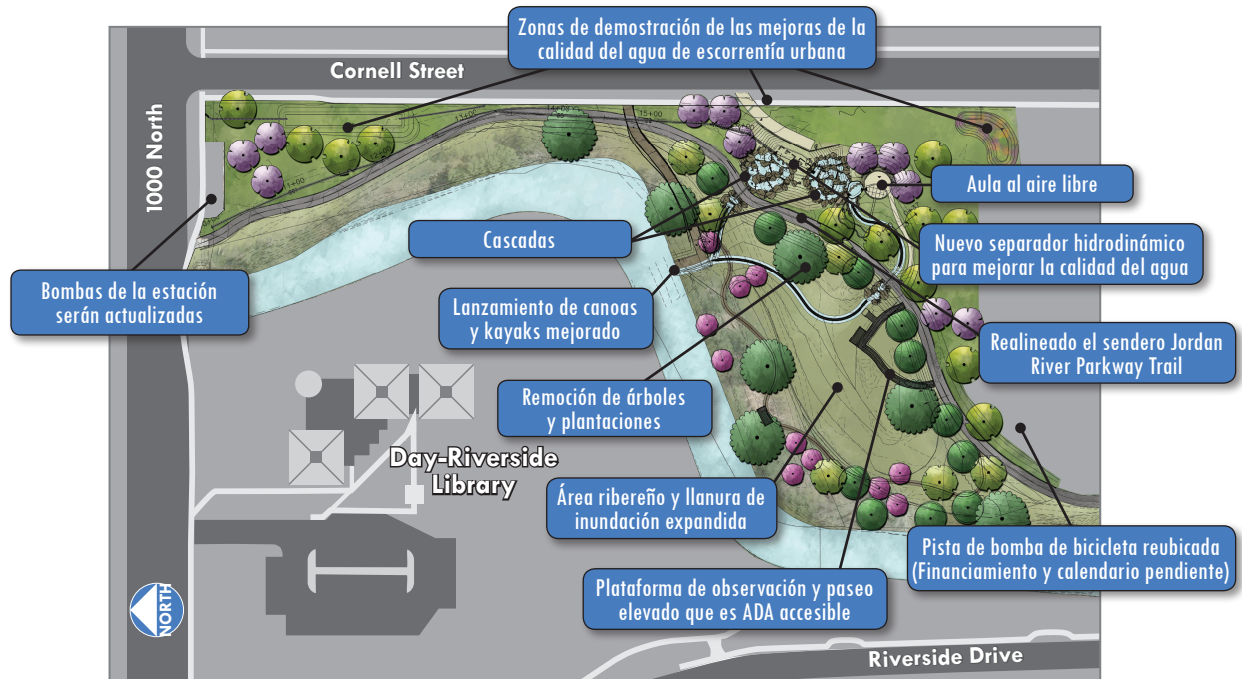 Zonas de demostración de las mejoras de la
calidad del agua de escorrentía urbana
Cornell Street
1000 North
Aula al aire libre
Cascadas
Nuevo separador hidrodinámico
para mejorar la calidad del agua
Bombas de la estación
serán actualizadas
Lanzamiento de canoas
y kayaks mejorado
Realineado el sendero Jordan
River Parkway Trail
Remoción de árboles
y plantaciones
Day-Riverside
Library
Área ribereño y llanura de
inundación expandida
Pista de bomba de bicicleta reubicada
(Financiamiento y calendario pendiente)
Plataforma de observación y paseo
elevado que es ADA accesible
NORTH
Riverside Drive